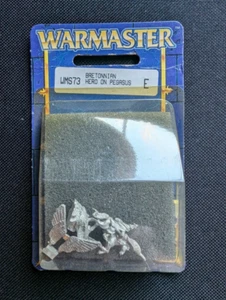 WARMASTER
WMS73 BRETONNIAN
HERO ON PEGASUS E